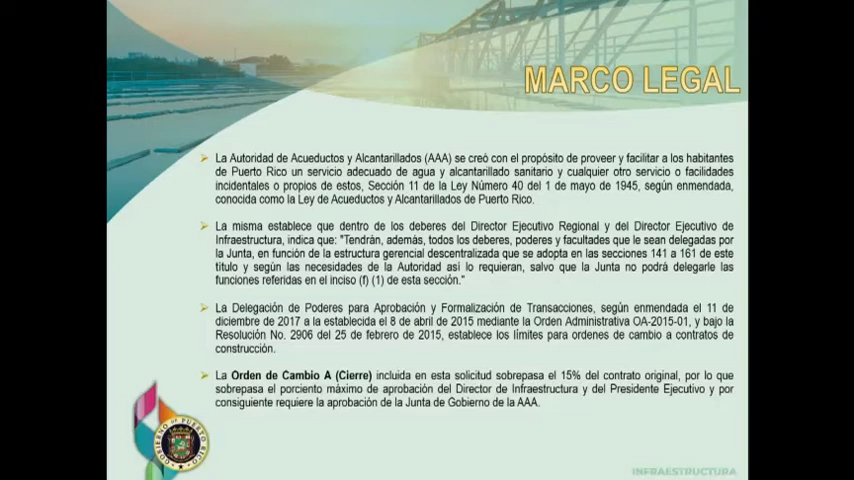 MARCO LEGAL
La Autoridad de Acueductos y Alcantarillados (AAA) se creó con el propósito de proveer y facilitar a los habitantes
de Puerto Rico un servicio adecuado de agua y alcantarillado sanitario y cualquier otro servicio o facilidades
incidentales o propios de estos, Sección 11 de la Ley Número 40 del 1 de mayo de 1945, según enmendada,
conocida como la Ley de Acueductos y Alcantarillados de Puerto Rico.
La misma establece que dentro de los deberes del Director Ejecutivo Regional y del Director Ejecutivo de
Infraestructura, indica que: "Tendrán, además, todos los deberes, poderes y facultades que le sean delegadas por
la Junta, en función de la estructura gerencial descentralizada que se adopta en las secciones 141 a 161 de este
título y según las necesidades de la Autoridad así lo requieran, salvo que la Junta no podrá delegarle las
funciones referidas en el inciso (f) (1) de esta sección."
La Delegación de Poderes para Aprobación y Formalización de Transacciones, según enmendada el 11 de
diciembre de 2017 a la establecida el 8 de abril de 2015 mediante la Orden Administrativa OA-2015-01, y bajo la
Resolución No. 2906 del 25 de febrero de 2015, establece los límites para ordenes de cambio a contratos de
construcción.
La Orden de Cambio A (Cierre) incluida en esta solicitud sobrepasa el 15% del contrato original, por lo que
sobrepasa el porciento máximo de aprobación del Director de Infraestructura y del Presidente Ejecutivo y por
consiguiente requiere la aprobación de la Junta de Gobierno de la AAA.
GOBIERNO DE PUERTO RICO
INFRAESTRUCTURA